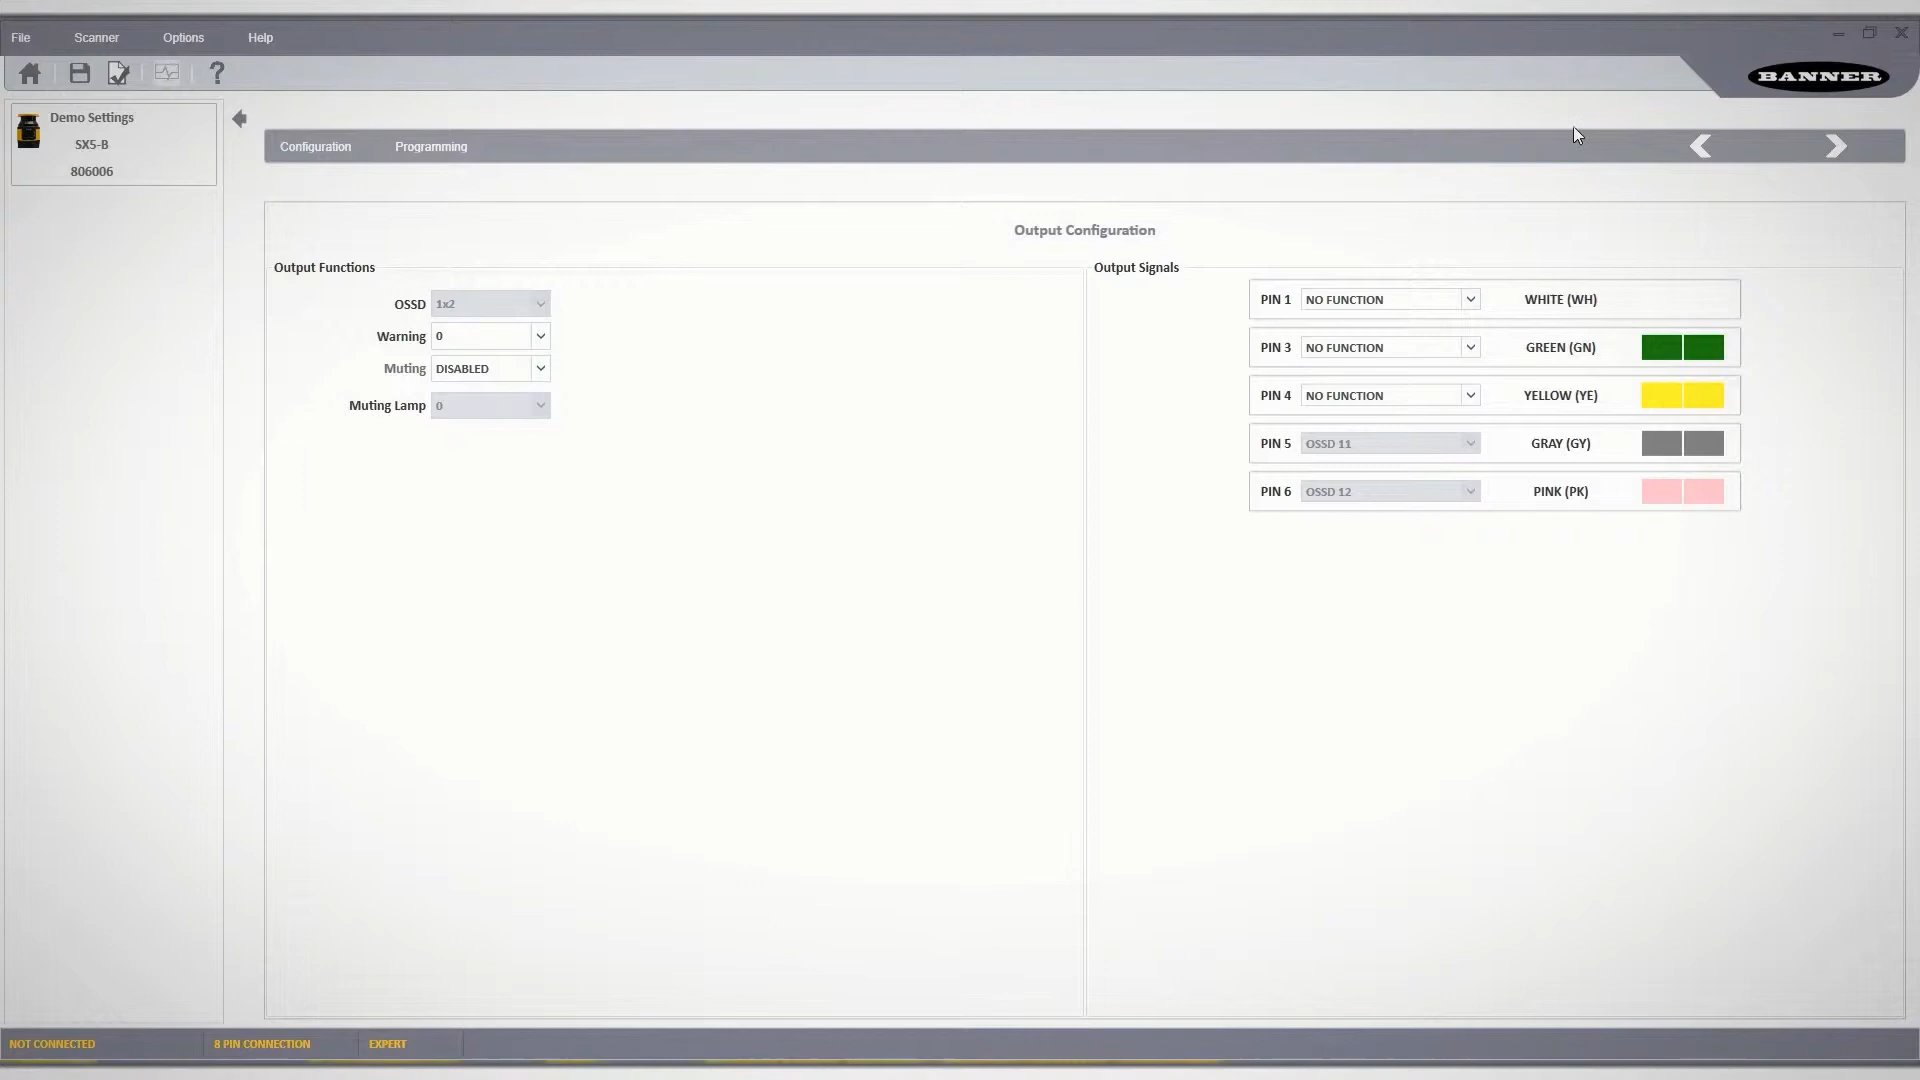 File Scanner Options Help
BANNER
Demo Settings
SX5-B
806006
Configuration Programming
Output Configuration
Output Functions
OSSD 1x2
Warning 0
Muting DISABLED
Muting Lamp 0
Output Signals
PIN 1 NO FUNCTION WHITE (WH)
PIN 3 NO FUNCTION GREEN (GN)
PIN 4 NO FUNCTION YELLOW (YE)
PIN 5 OSSD 11 GRAY (GY)
PIN 6 OSSD 12 PINK (PK)
NOT CONNECTED 8 PIN CONNECTION EXPERT